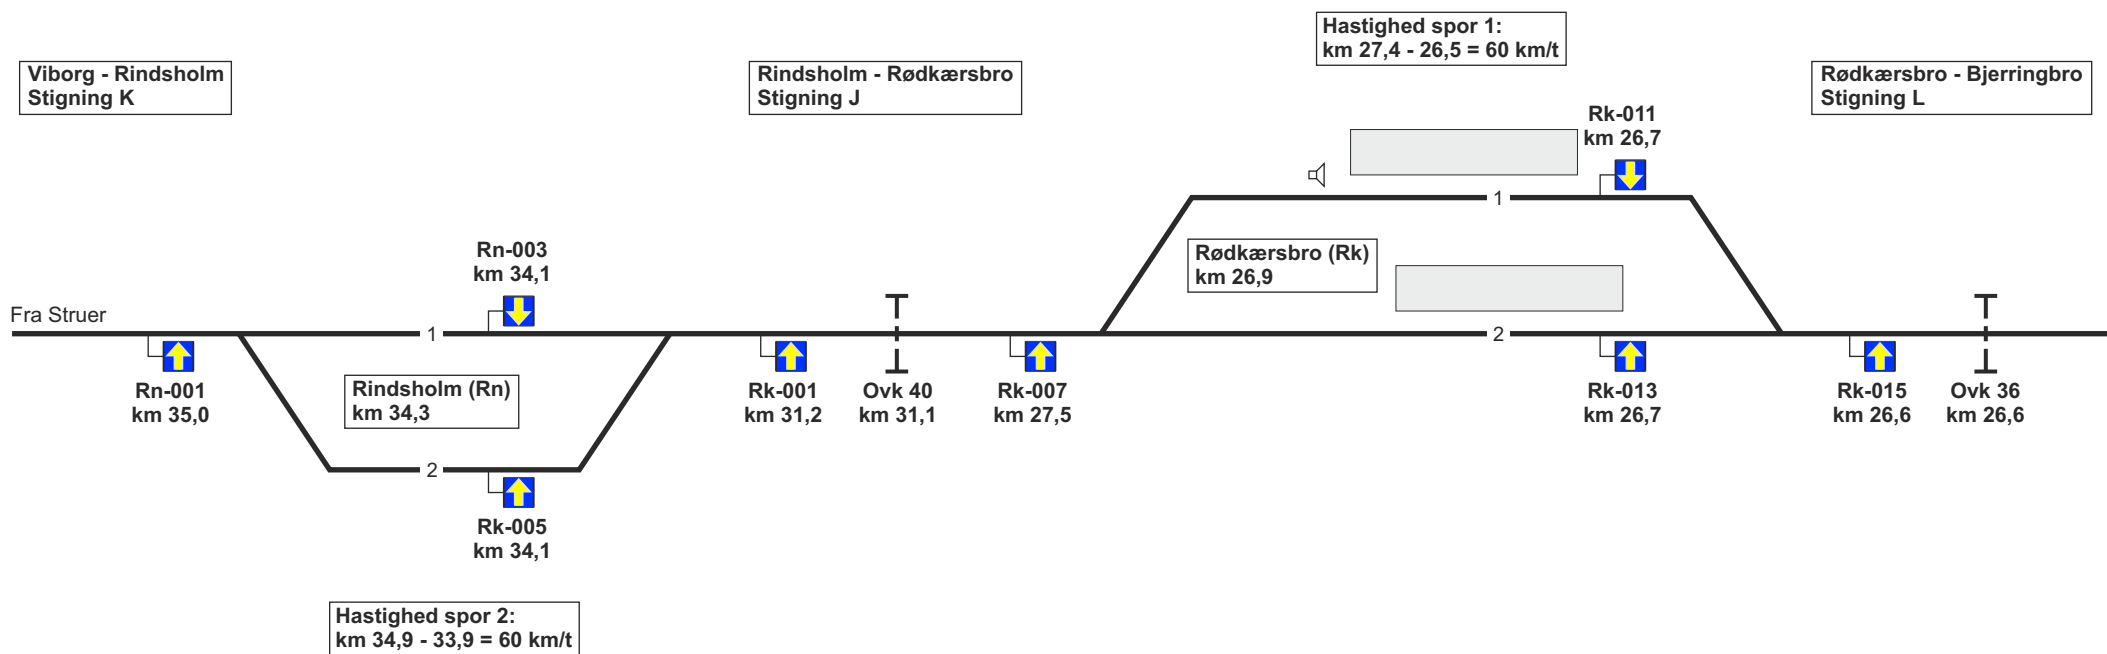 Hastighed spor 1:
km 27,4 - 26,5 = 60 km/t
Viborg - Rindsholm
Stigning K
Rindsholm - Rødkærsbro
Stigning J
Rødkærsbro - Bjerringbro
Stigning L
Rk-011
km 26,7
1
Rn-003
km 34,1
Rødkærsbro (Rk)
km 26,9
Fra Struer
1
2
Rn-001
km 35,0
Rindsholm (Rn)
km 34,3
Rk-001
km 31,2
Ovk 40
km 31,1
Rk-007
km 27,5
Rk-013
km 26,7
Rk-015
km 26,6
Ovk 36
km 26,6
2
Rk-005
km 34,1
Hastighed spor 2:
km 34,9 - 33,9 = 60 km/t